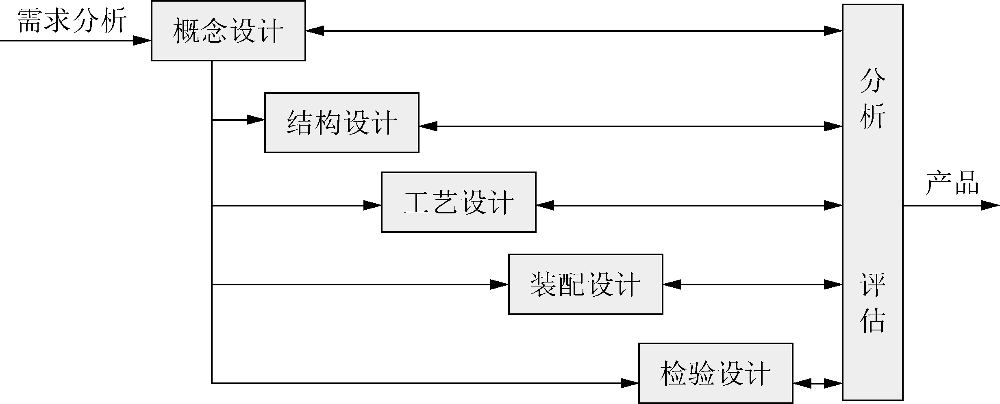 需求分析
概念设计
结构设计
工艺设计
装配设计
检验设计
分析
评估
产品